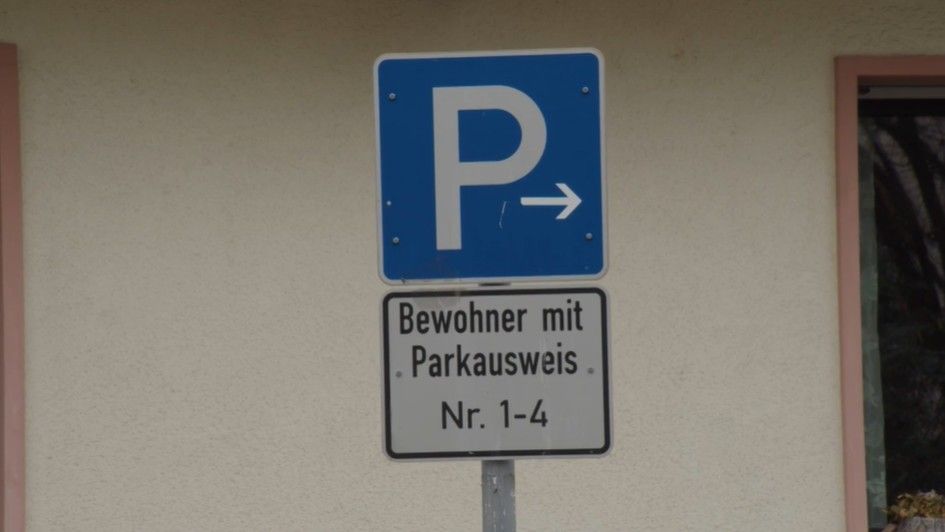 P
Bewohner mit
Parkausweis
Nr. 1-4